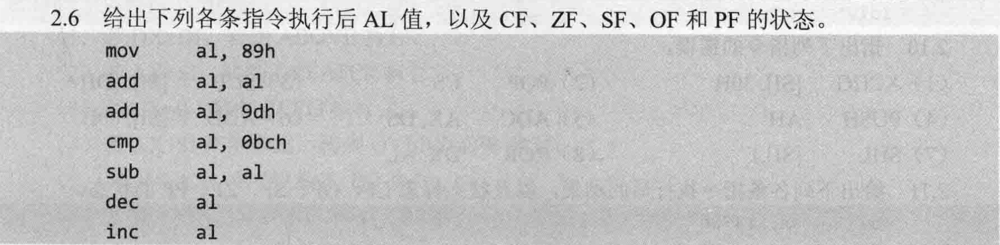 2.6 给出下列各条指令执行后 AL 值，以及 CF、ZF、SF、OF 和 PF 的状态。
mov al, 89h
add al, al
add al, 9dh
cmp al, 0bch
sub al, al
dec al
inc al